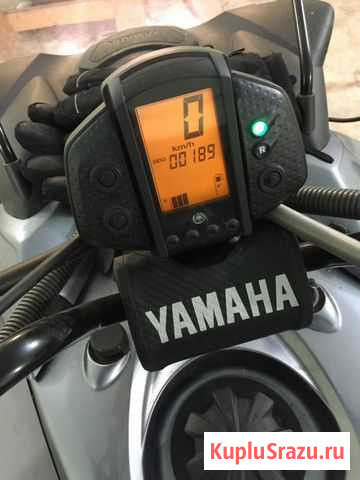 0
km/h
ODO 00189
R
YAMAHA
KupluSrazu.ru